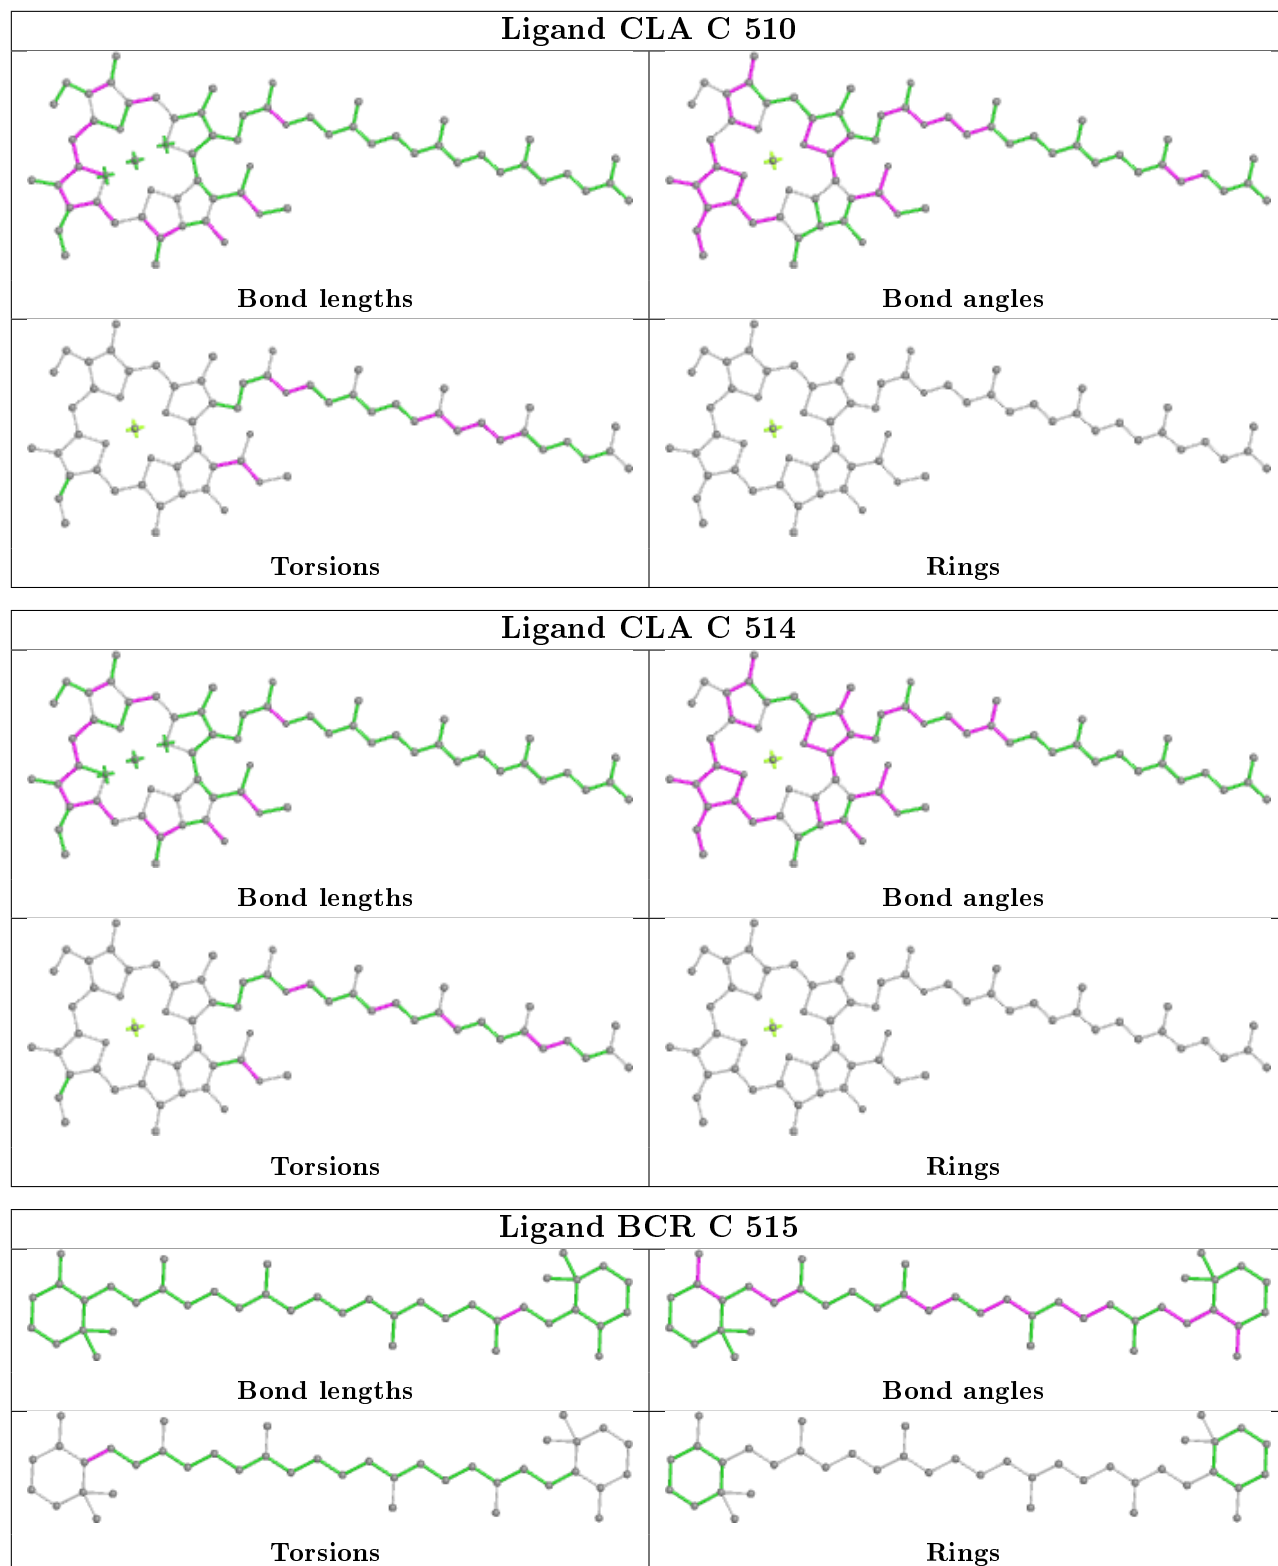 Ligand CLA C 510
Bond lengths
Bond angles
Torsions
Rings
Ligand CLA C 514
Bond lengths
Bond angles
Torsions
Rings
Ligand BCR C 515
Bond lengths
Bond angles
Torsions
Rings